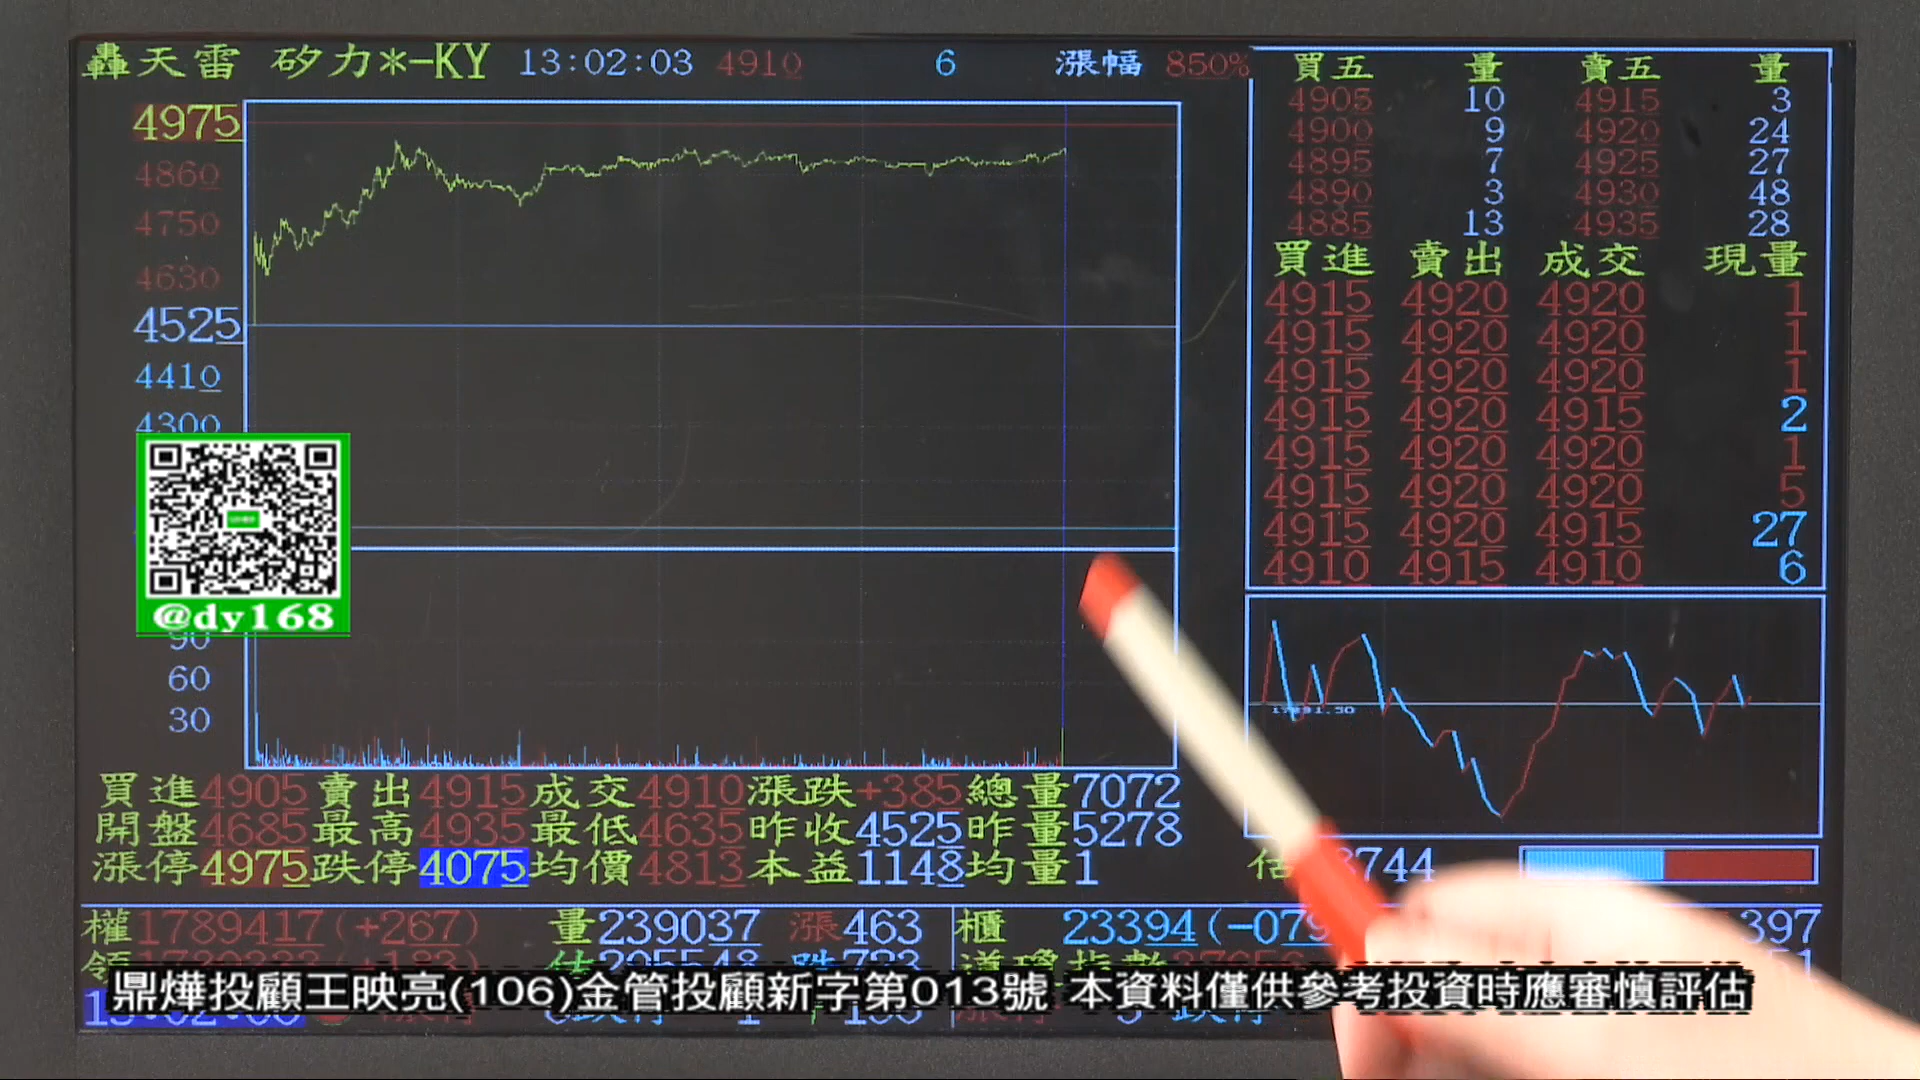 轟天雷 矽力*-KY 13:02:03 4910 6 漲幅 850%
4975
4860
4750
4630
4525
4410
4300
@dy168
90
60
30
買五 量 賣五 量
4905 10 4915 3
4900 9 4920 24
4895 7 4925 27
4890 3 4930 48
4885 13 4935 28
買進 賣出 成交 現量
4915 4920 4920 1
4915 4920 4920 1
4915 4920 4920 1
4915 4920 4915 2
4915 4920 4920 1
4915 4920 4920 5
4915 4920 4915 27
4910 4915 4910 6
買進4905 賣出4915 成交4910 漲跌+385 總量7072
開盤4685 最高4935 最低4635 昨收4525 昨量5278
漲停4975 跌停4075 均價4813 本益1148 均量1
估 3744
權1789417(+267) 量239037 漲463 櫃 23394(-079 397
鼎燁投顧王映亮(106)金管投顧新字第013號 本資料僅供參考投資時應審慎評估